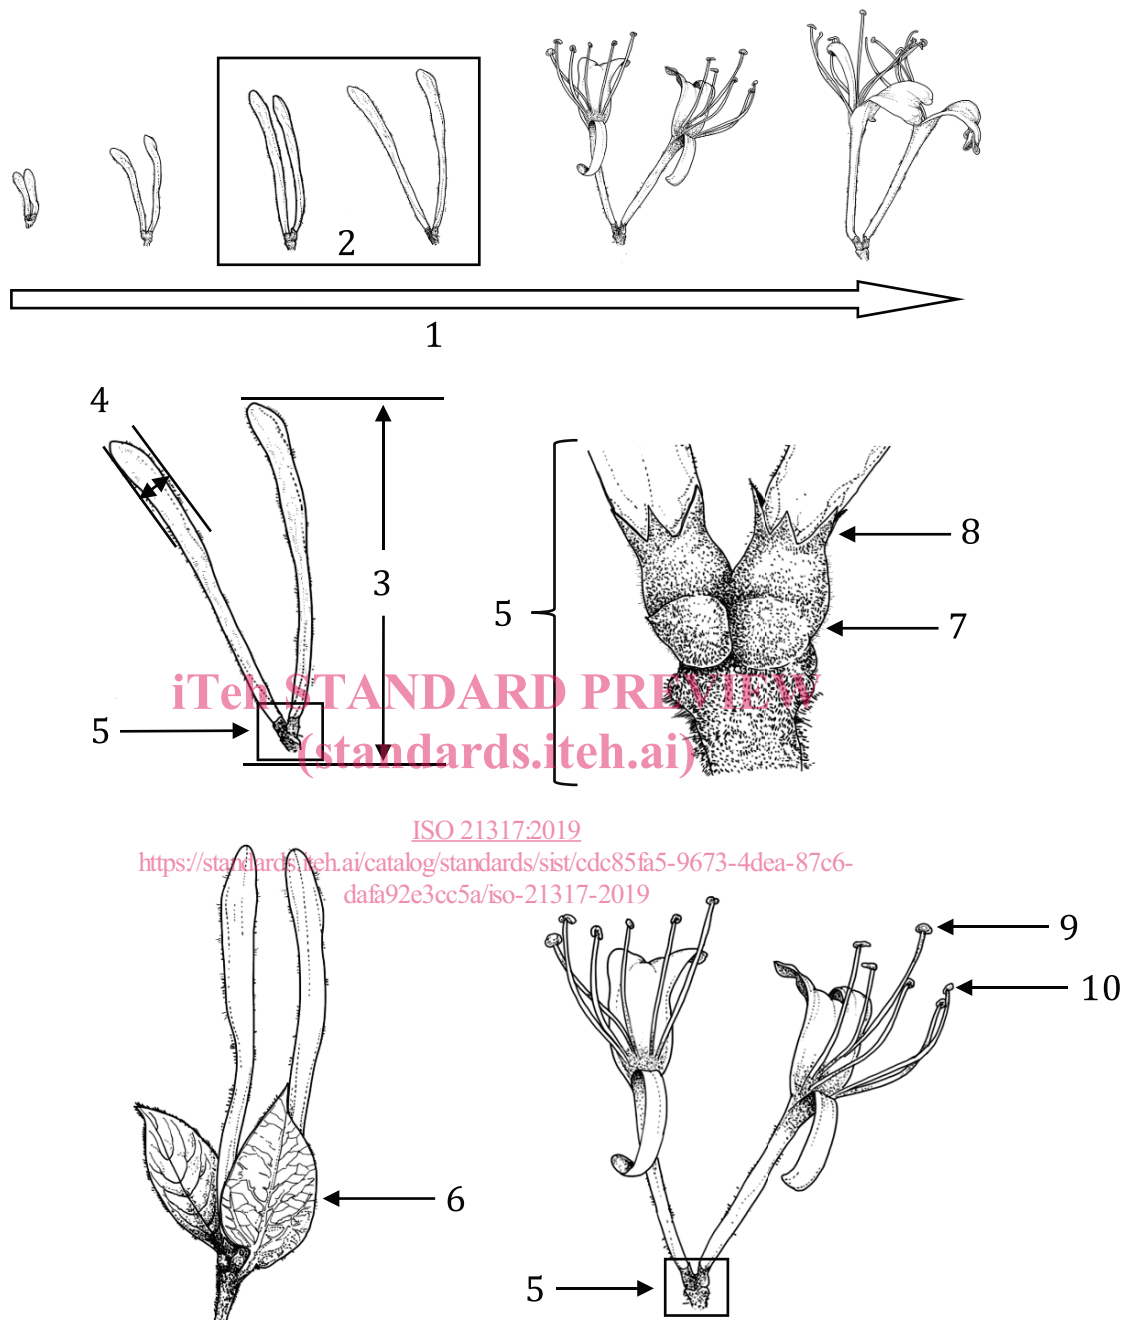 2
1
4
3
5
8
7
5
iTeh STANDARD PREVIEW
(standards.iteh.ai)
ISO 21317:2019
https://standards.iteh.ai/catalog/standards/sist/cdc85fa5-9673-4dea-87c6-
dafa92e3cc5a/iso-21317-2019
9
10
6
5